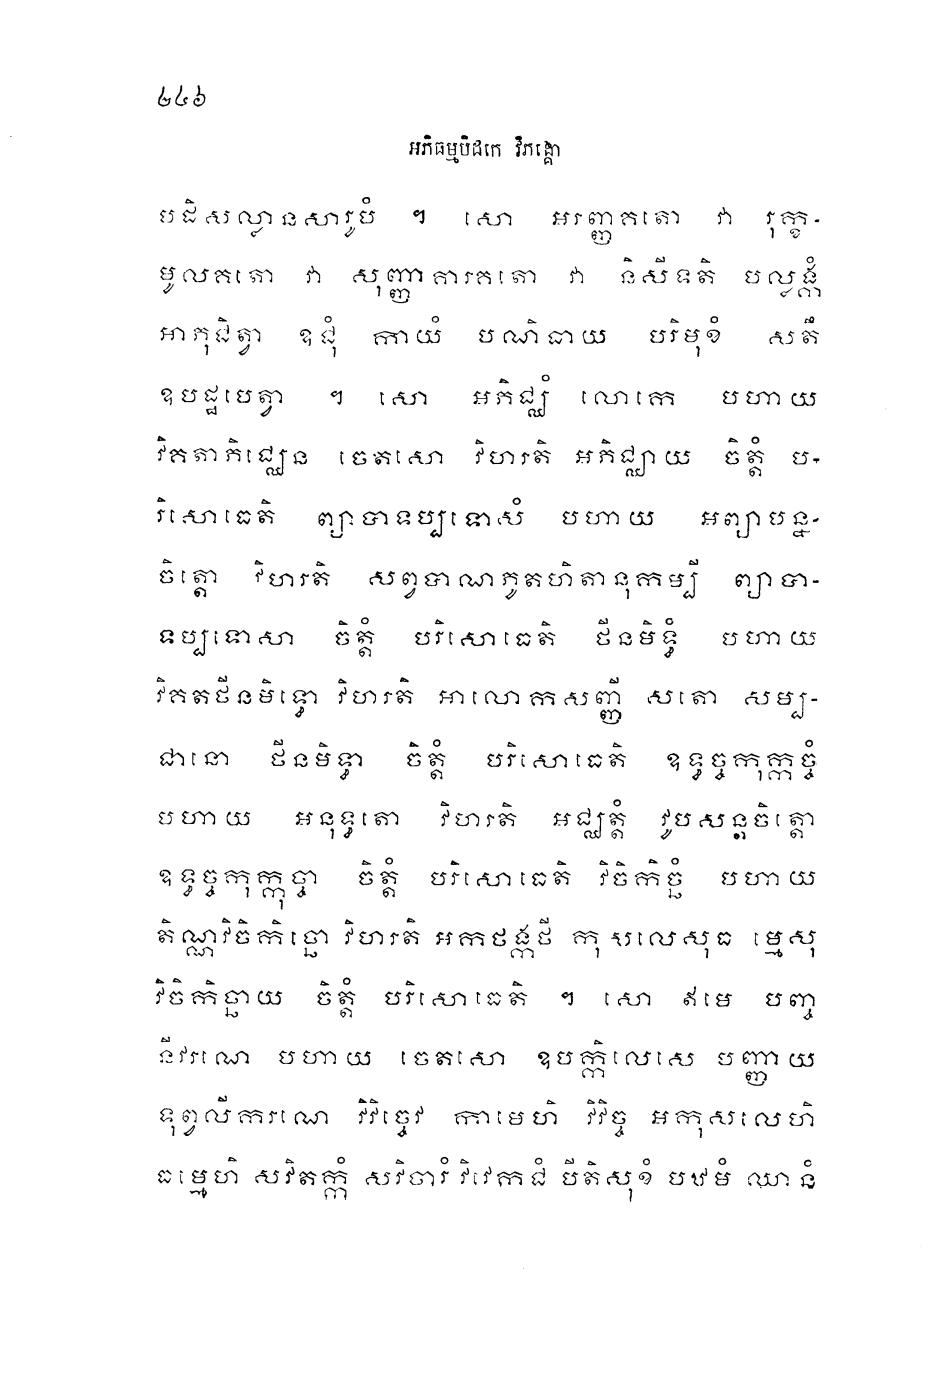 ២៤៦
អភិធម្មបិដកេ វិភង្គោ
បដិសល្លានសារូបំ ។ សោ អរញ្ញគតោ វា រុក្ខ-
មូលគតោ វា សុញ្ញាគារគតោ វា និសីទតិ បល្លង្កំ
អាភុជិត្វា ឧជុំ កាយំ បណិធាយ បរិមុខំ សតឹ
ឧបដ្ឋបេត្វា ។ សោ អភិជ្ឈំ លោកេ បហាយ
វិគតាភិជ្ឈេន ចេតសោ វិហរតិ អភិជ្ឈាយ ចិត្តំ ប-
រិសោធេតិ ព្យាបាទប្បទោសំ បហាយ អព្យាបន្ន-
ចិត្តោ វិហរតិ សព្វបាណភូតហិតានុកម្បី ព្យាបា-
ទប្បទោសា ចិត្តំ បរិសោធេតិ ថីនមិទ្ធំ បហាយ
វិគតថីនមិទ្ធោ វិហរតិ អាលោកសញ្ញី សតោ សម្ប-
ជានោ ថីនមិទ្ធា ចិត្តំ បរិសោធេតិ ឧទ្ធច្ចកុក្កុច្ចំ
បហាយ អនុទ្ធតោ វិហរតិ អជ្ឈត្តំ វូបសន្តចិត្តោ
ឧទ្ធច្ចកុក្កុច្ចា ចិត្តំ បរិសោធេតិ វិចិកិច្ឆំ បហាយ
តិណ្ណវិចិកិច្ឆោ វិហរតិ អកថង្កថី កុសលេសុ ធម្មេសុ
វិចិកិច្ឆាយ ចិត្តំ បរិសោធេតិ ។ សោ ឥមេ បញ្ច
នីវរណេ បហាយ ចេតសោ ឧបក្កិលេសេ បញ្ញាយ
ទុព្វលីករណេ វិវិច្ចេវ កាមេហិ វិវិច្ច អកុសលេហិ
ធម្មេហិ សវិតក្កំ សវិចារំ វិវេកជំ បីតិសុខំ បឋមំ ឈានំ